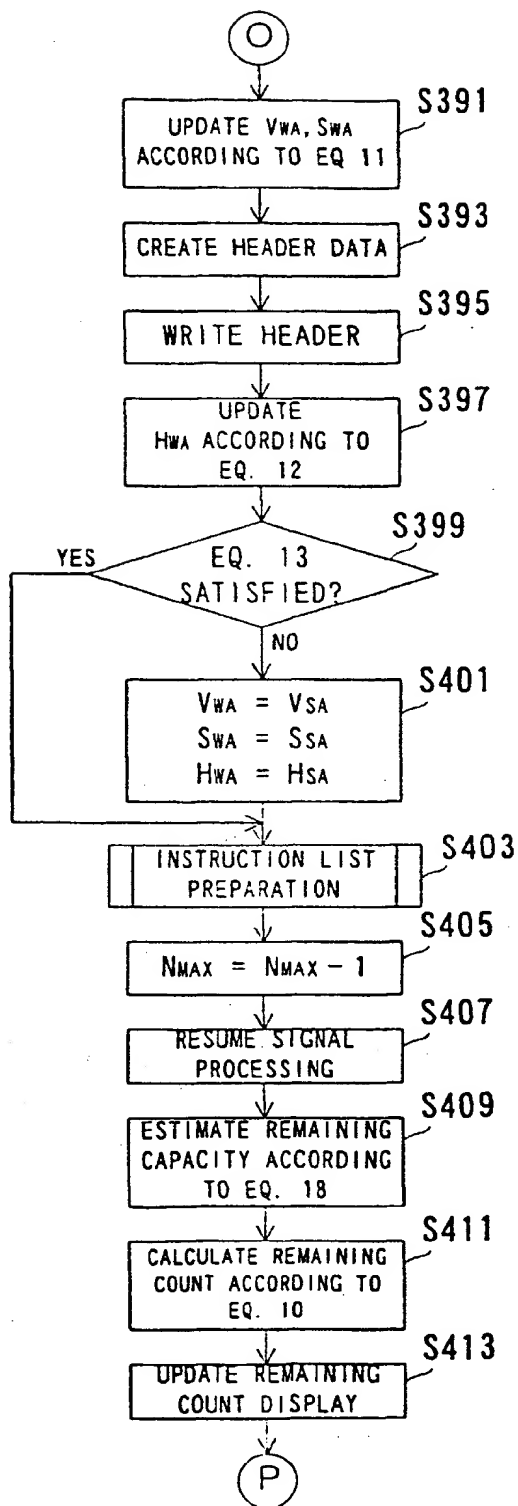 O
S391
UPDATE VWA, SWA
ACCORDING TO EQ 11
S393
CREATE HEADER DATA
S395
WRITE HEADER
S397
UPDATE
HWA ACCORDING TO
EQ. 12
S399
YES
EQ. 13
SATISFIED?
NO
S401
VWA = VSA
SWA = SSA
HWA = HSA
S403
INSTRUCTION LIST
PREPARATION
S405
NMAX = NMAX - 1
S407
RESUME SIGNAL
PROCESSING
S409
ESTIMATE REMAINING
CAPACITY ACCORDING
TO EQ. 18
S411
CALCULATE REMAINING
COUNT ACCORDING TO
EQ. 10
S413
UPDATE REMAINING
COUNT DISPLAY
P